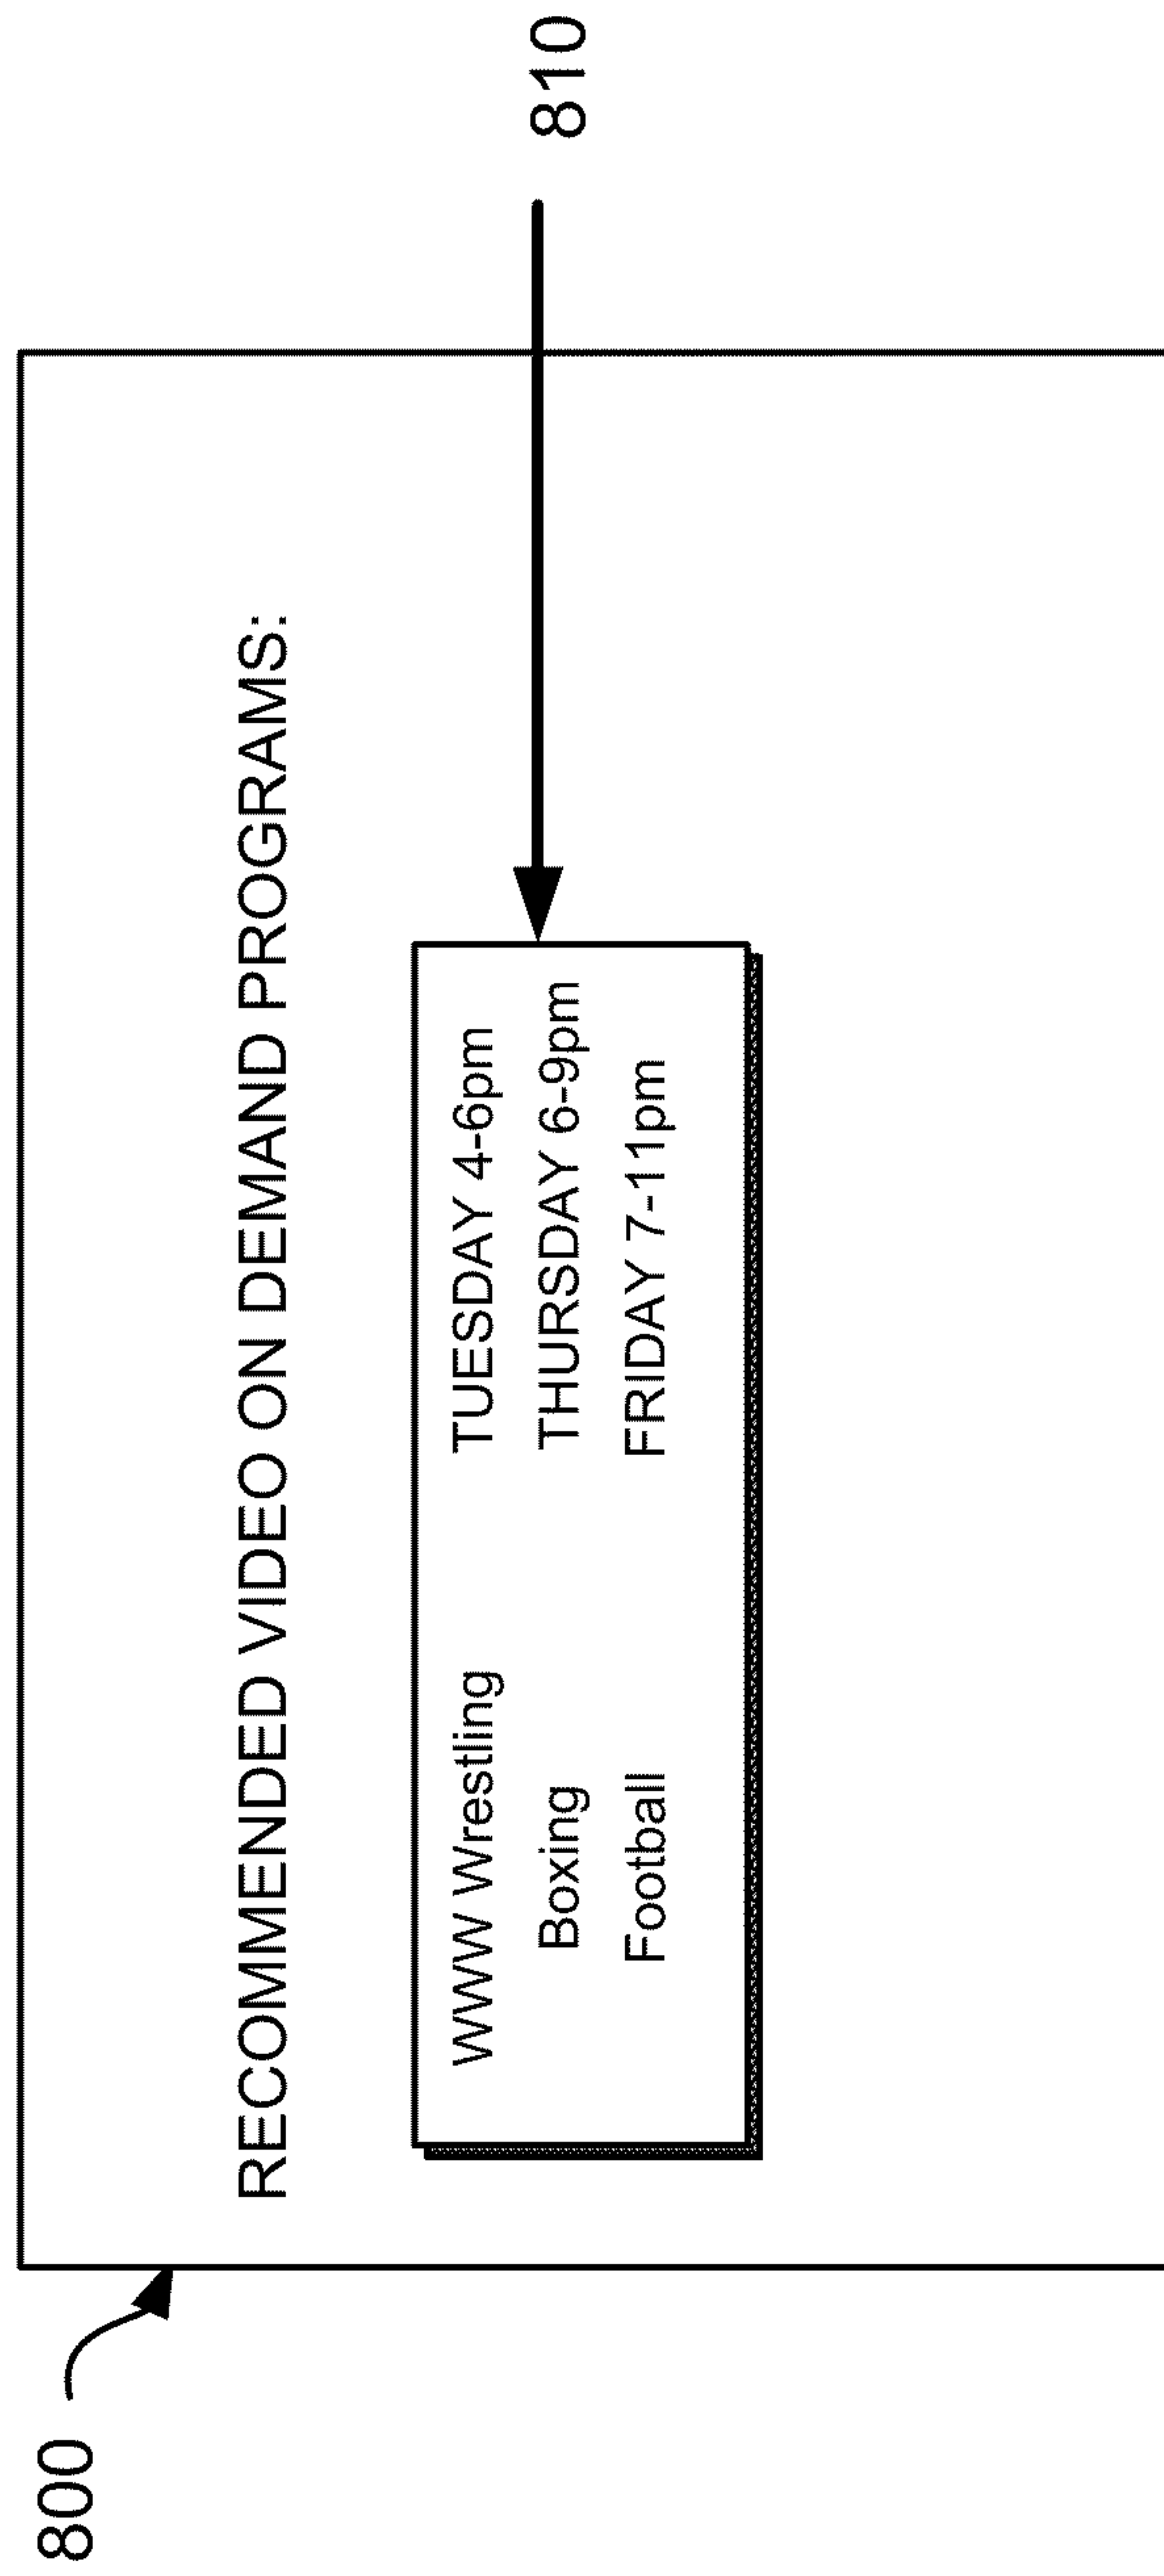 800
810
RECOMMENDED VIDEO ON DEMAND PROGRAMS:
WWW Wrestling TUESDAY 4-6pm
Boxing THURSDAY 6-9pm
Football FRIDAY 7-11pm